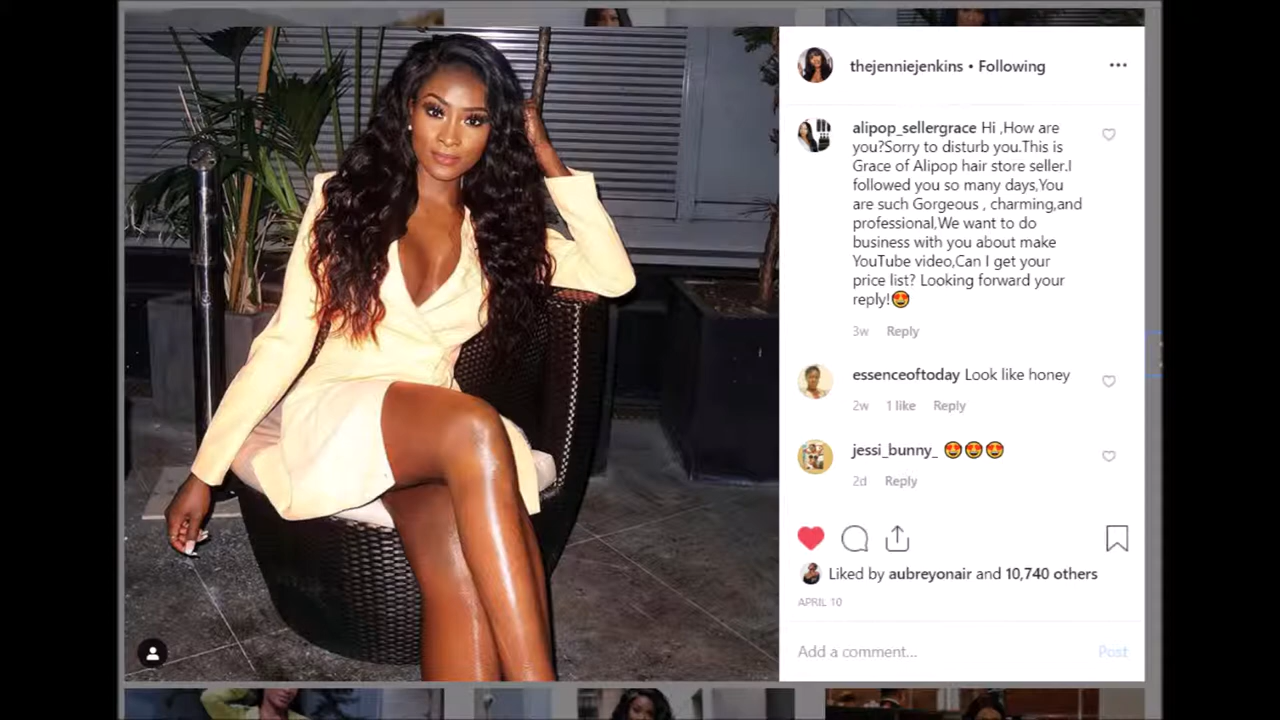 thejenniejenkins • Following
alipop_sellergrace Hi ,How are
you?Sorry to disturb you.This is
Grace of Alipop hair store seller.I
followed you so many days,You
are such Gorgeous , charming,and
professional,We want to do
business with you about make
YouTube video,Can I get your
price list? Looking forward your
reply!😍
3w Reply
essenceoftoday Look like honey
2w 1 like Reply
jessi_bunny_ 😍😍😍
2d Reply
Liked by aubreyonair and 10,740 others
APRIL 10
Add a comment... Post